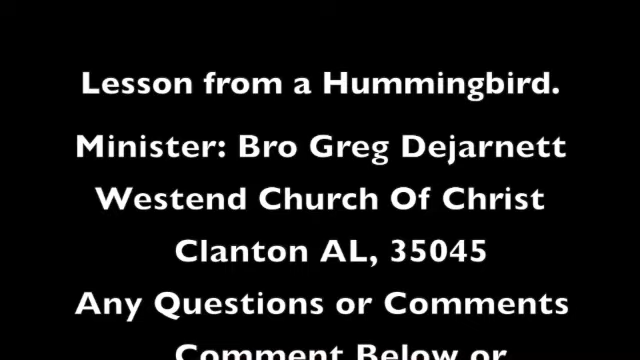 Lesson from a Hummingbird.
Minister: Bro Greg Dejarnett
Westend Church Of Christ
Clanton AL, 35045
Any Questions or Comments
Comment Below or